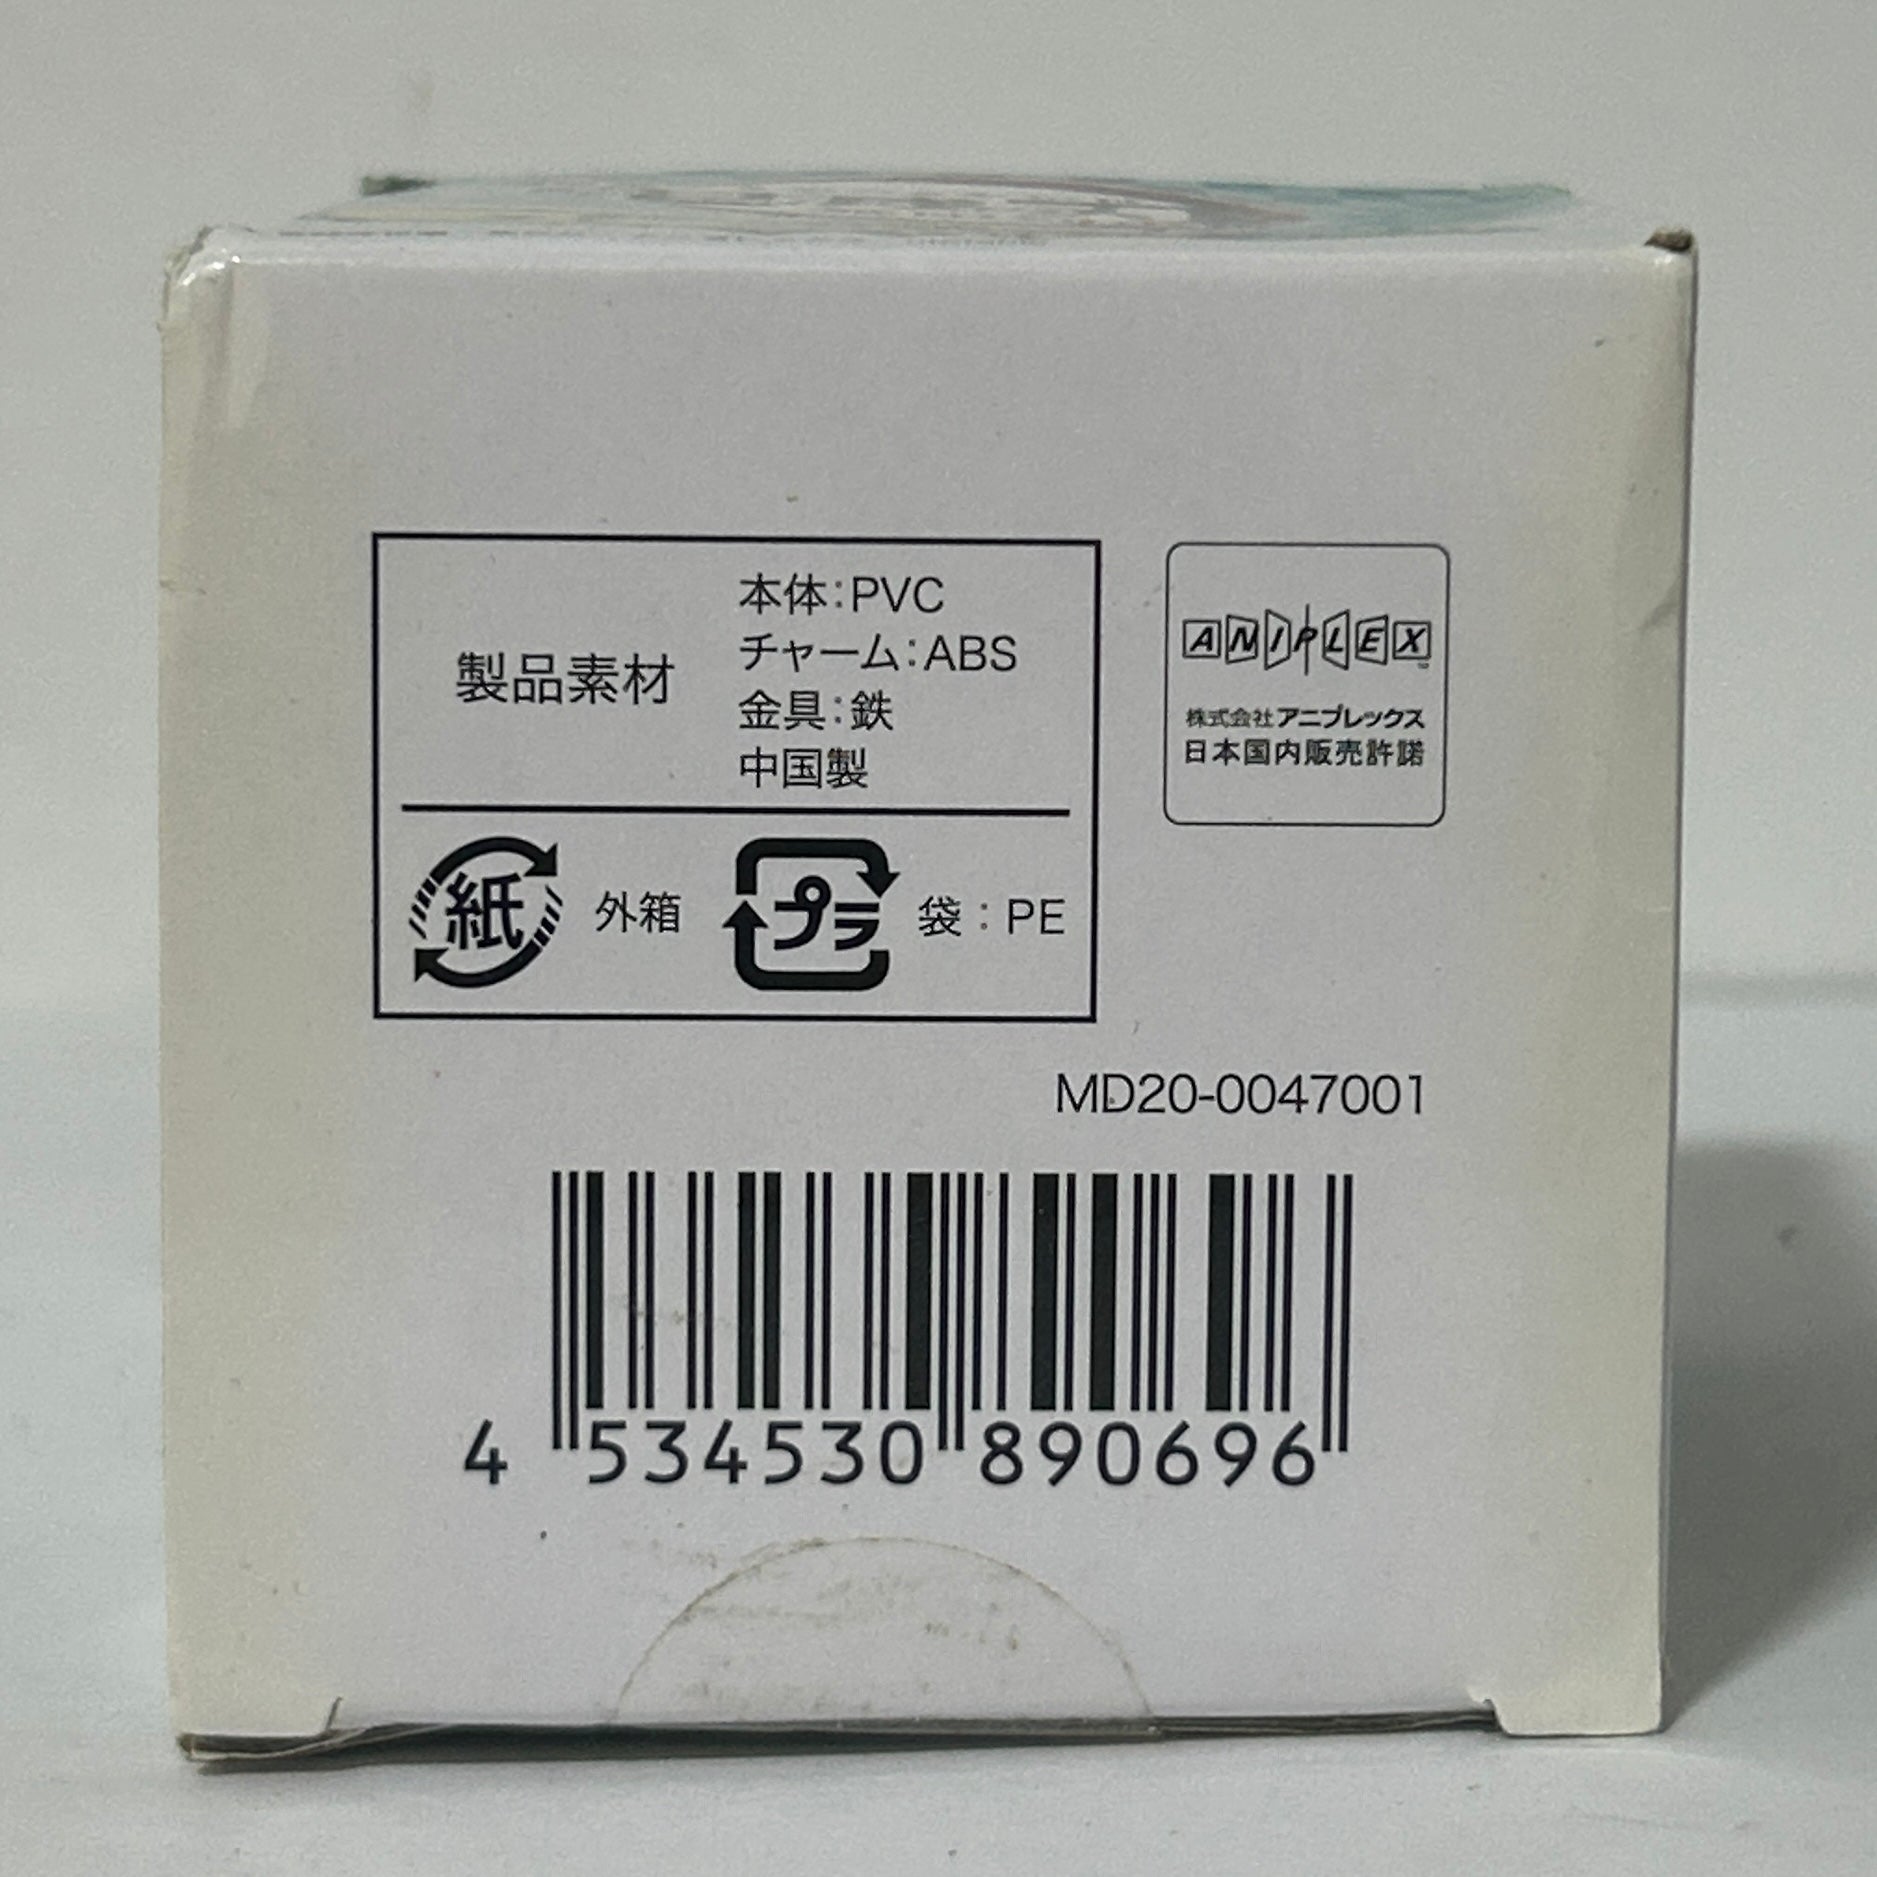 製品素材
本体:PVC
チャーム:ABS
金具:鉄
中国製
紙 外箱 プラ 袋:PE
ANIPLEX™
株式会社アニプレックス
日本国内販売許諾
MD20-0047001
4 534530 890696